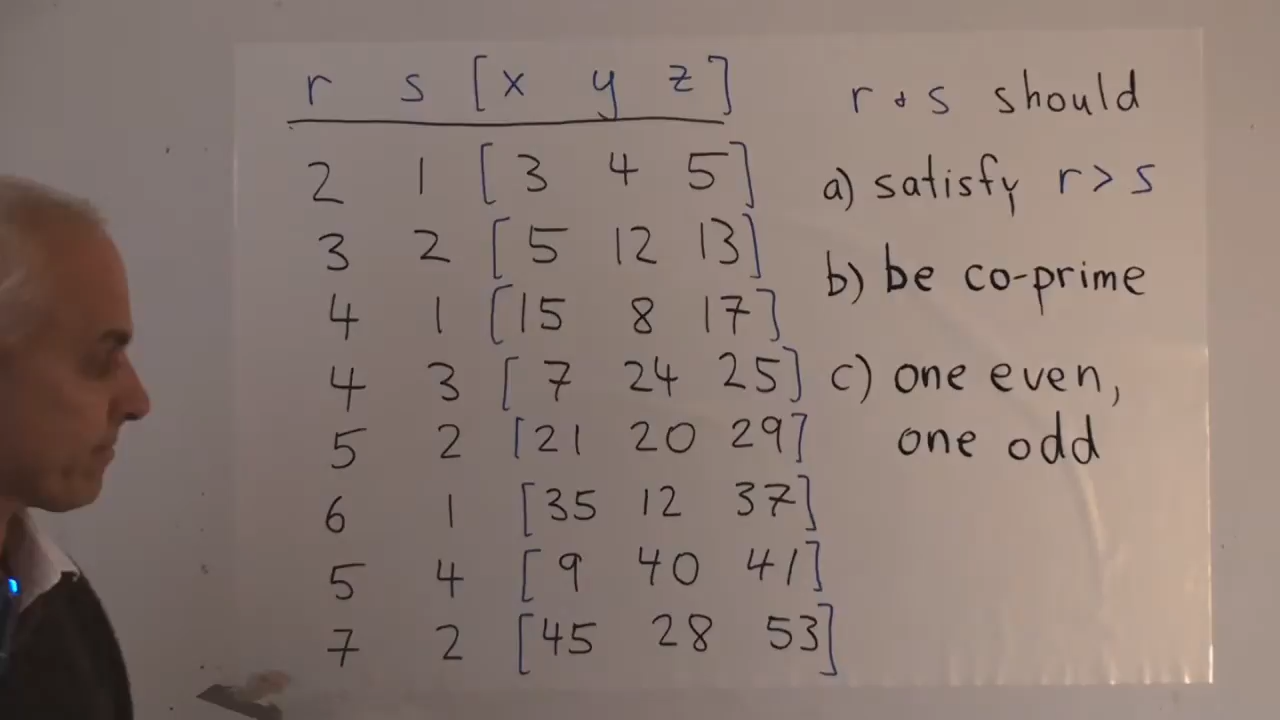 r s [x y z]
2 1 [3 4 5]
3 2 [5 12 13]
4 1 [15 8 17]
4 3 [7 24 25]
5 2 [21 20 29]
6 1 [35 12 37]
5 4 [9 40 41]
7 2 [45 28 53]
r & s should
a) satisfy r > s
b) be co-prime
c) one even,
one odd